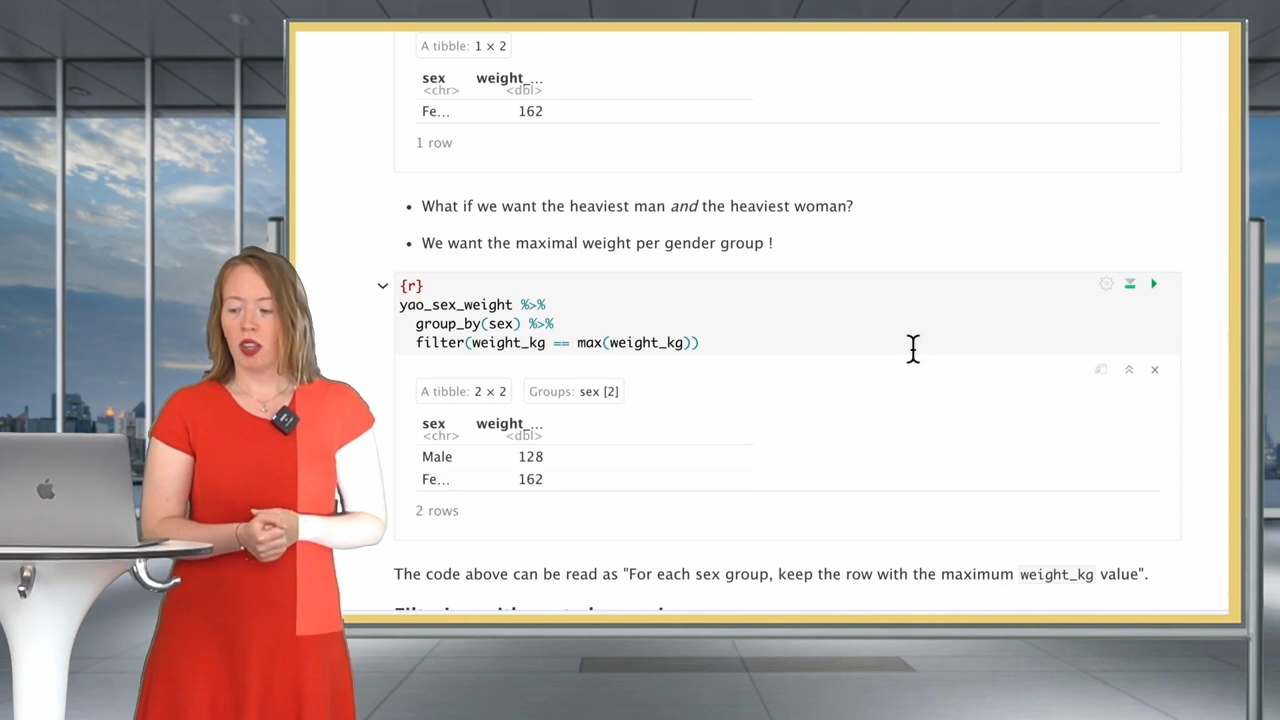 A tibble: 1 × 2
sex weight_...
<chr> <dbl>
Fe... 162
1 row
• What if we want the heaviest man and the heaviest woman?
• We want the maximal weight per gender group !
{r}
yao_sex_weight %>%
group_by(sex) %>%
filter(weight_kg == max(weight_kg))
A tibble: 2 × 2 Groups: sex [2]
sex weight_...
<chr> <dbl>
Male 128
Fe... 162
2 rows
The code above can be read as "For each sex group, keep the row with the maximum weight_kg value".